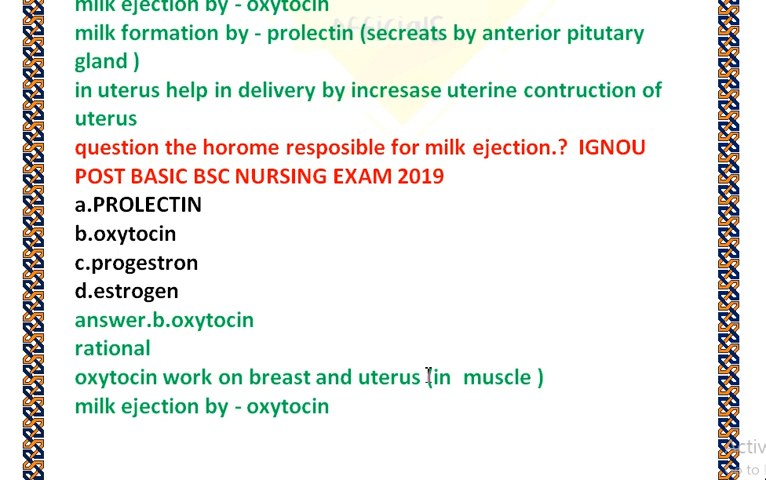 milk ejection by - oxytocin
milk formation by - prolectin (secreats by anterior pitutary
gland )
in uterus help in delivery by incresase uterine contruction of
uterus
question the horome resposible for milk ejection.?  IGNOU
POST BASIC BSC NURSING EXAM 2019
a.PROLECTIN
b.oxytocin
c.progestron
d.estrogen
answer.b.oxytocin
rational
oxytocin work on breast and uterus (in  muscle )
milk ejection by - oxytocin